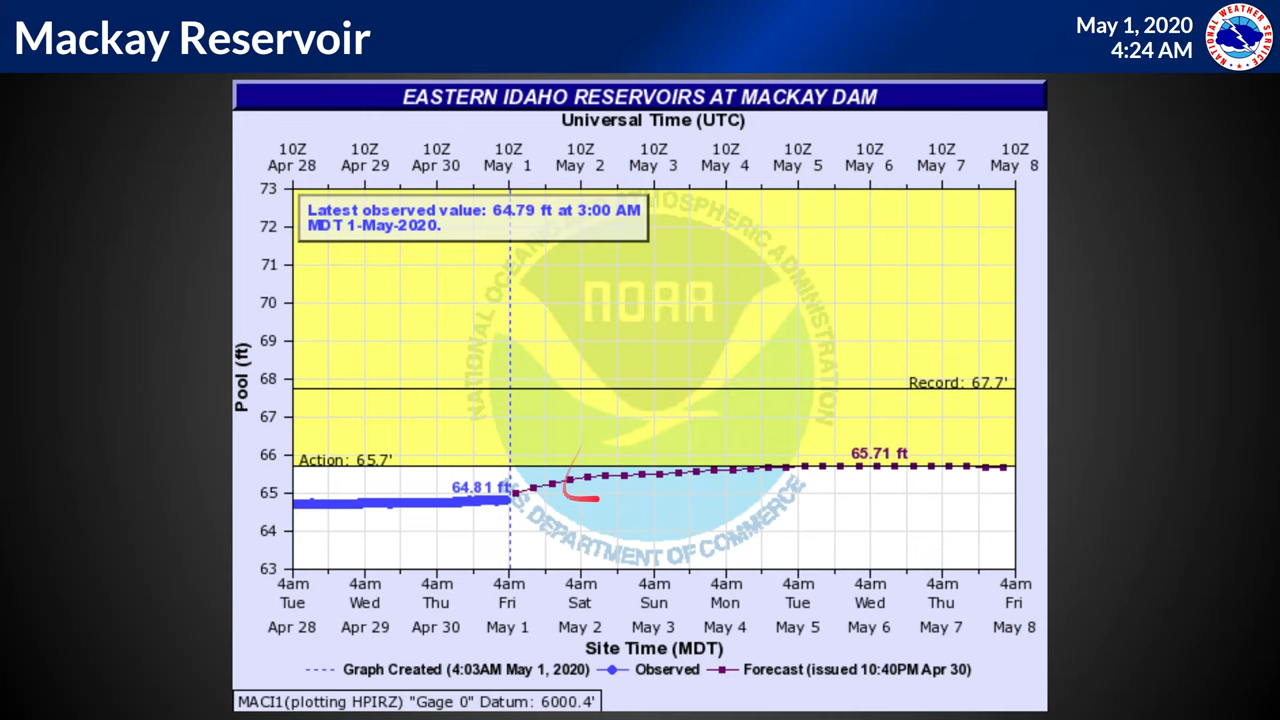 Mackay Reservoir
May 1, 2020
4:24 AM
NATIONAL WEATHER SERVICE
EASTERN IDAHO RESERVOIRS AT MACKAY DAM
Universal Time (UTC)
10Z 10Z 10Z 10Z 10Z 10Z 10Z 10Z 10Z 10Z 10Z
Apr 28 Apr 29 Apr 30 May 1 May 2 May 3 May 4 May 5 May 6 May 7 May 8
73
Latest observed value: 64.79 ft at 3:00 AM
MDT 1-May-2020.
72
71
70
69
68
67
66
65
64
63
Pool (ft)
NOAA
ATMOSPHERIC ADMINISTRATION
NATIONAL
U.S. DEPARTMENT OF COMMERCE
Record: 67.7'
Action: 65.7'
65.71 ft
64.81 ft
4am 4am 4am 4am 4am 4am 4am 4am 4am 4am 4am
Tue Wed Thu Fri Sat Sun Mon Tue Wed Thu Fri
Apr 28 Apr 29 Apr 30 May 1 May 2 May 3 May 4 May 5 May 6 May 7 May 8
Site Time (MDT)
Graph Created (4:03AM May 1, 2020) Observed Forecast (issued 10:40PM Apr 30)
MACI1(plotting HPIRZ) "Gage 0" Datum: 6000.4'